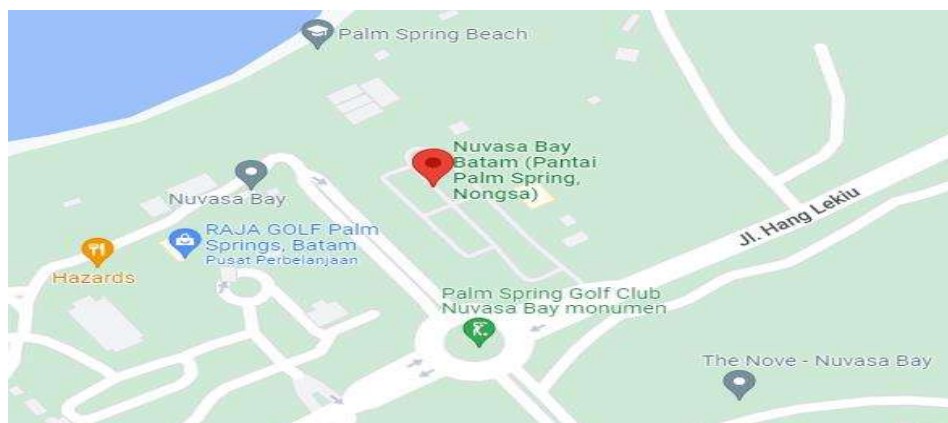 Palm Spring Beach
Nuvasa Bay
Batam (Pantai
Palm Spring,
Nongsa)
Nuvasa Bay
RAJA GOLF Palm
Springs, Batam
Pusat Perbelanjaan
Jl. Hang Lekiu
Hazards
Palm Spring Golf Club
Nuvasa Bay monumen
The Nove - Nuvasa Bay